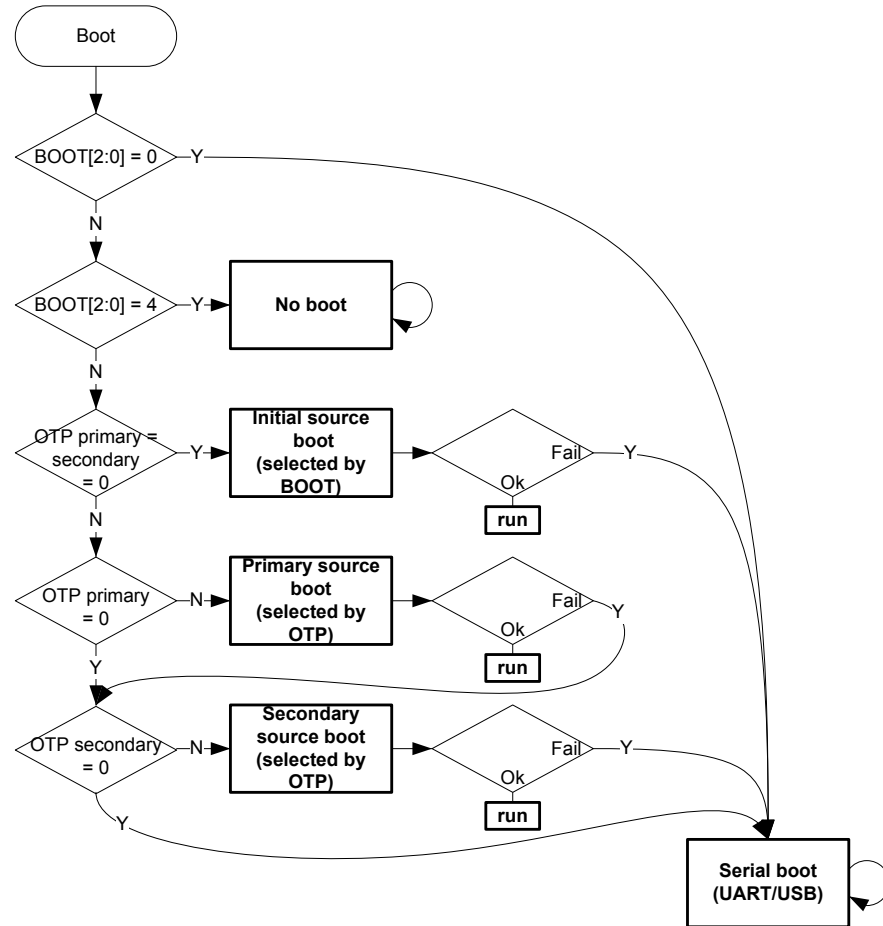 Boot
BOOT[2:0] = 0
Y
N
BOOT[2:0] = 4
Y
No boot
N
OTP primary =
secondary
= 0
Y
Initial source
boot
(selected by
BOOT)
Fail
Y
Ok
run
N
OTP primary
= 0
N
Primary source
boot
(selected by
OTP)
Fail
Y
Ok
run
Y
OTP secondary
= 0
N
Secondary
source boot
(selected by
OTP)
Fail
Y
Ok
run
Y
Serial boot
(UART/USB)